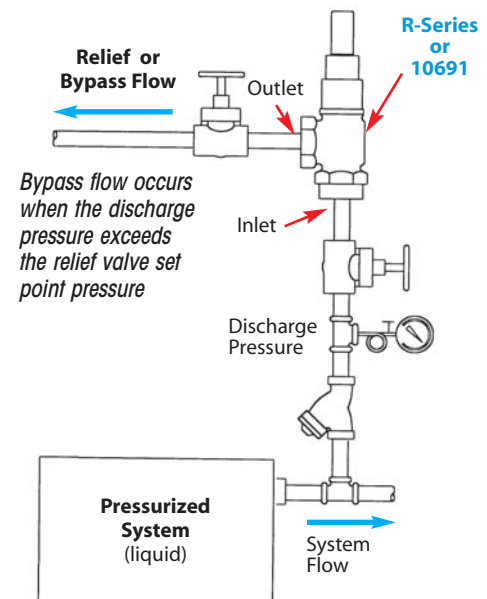 R-Series
or
10691
Relief or
Bypass Flow
Outlet
Bypass flow occurs
when the discharge
pressure exceeds
the relief valve set
point pressure
Inlet
Discharge
Pressure
Pressurized
System
(liquid)
System
Flow